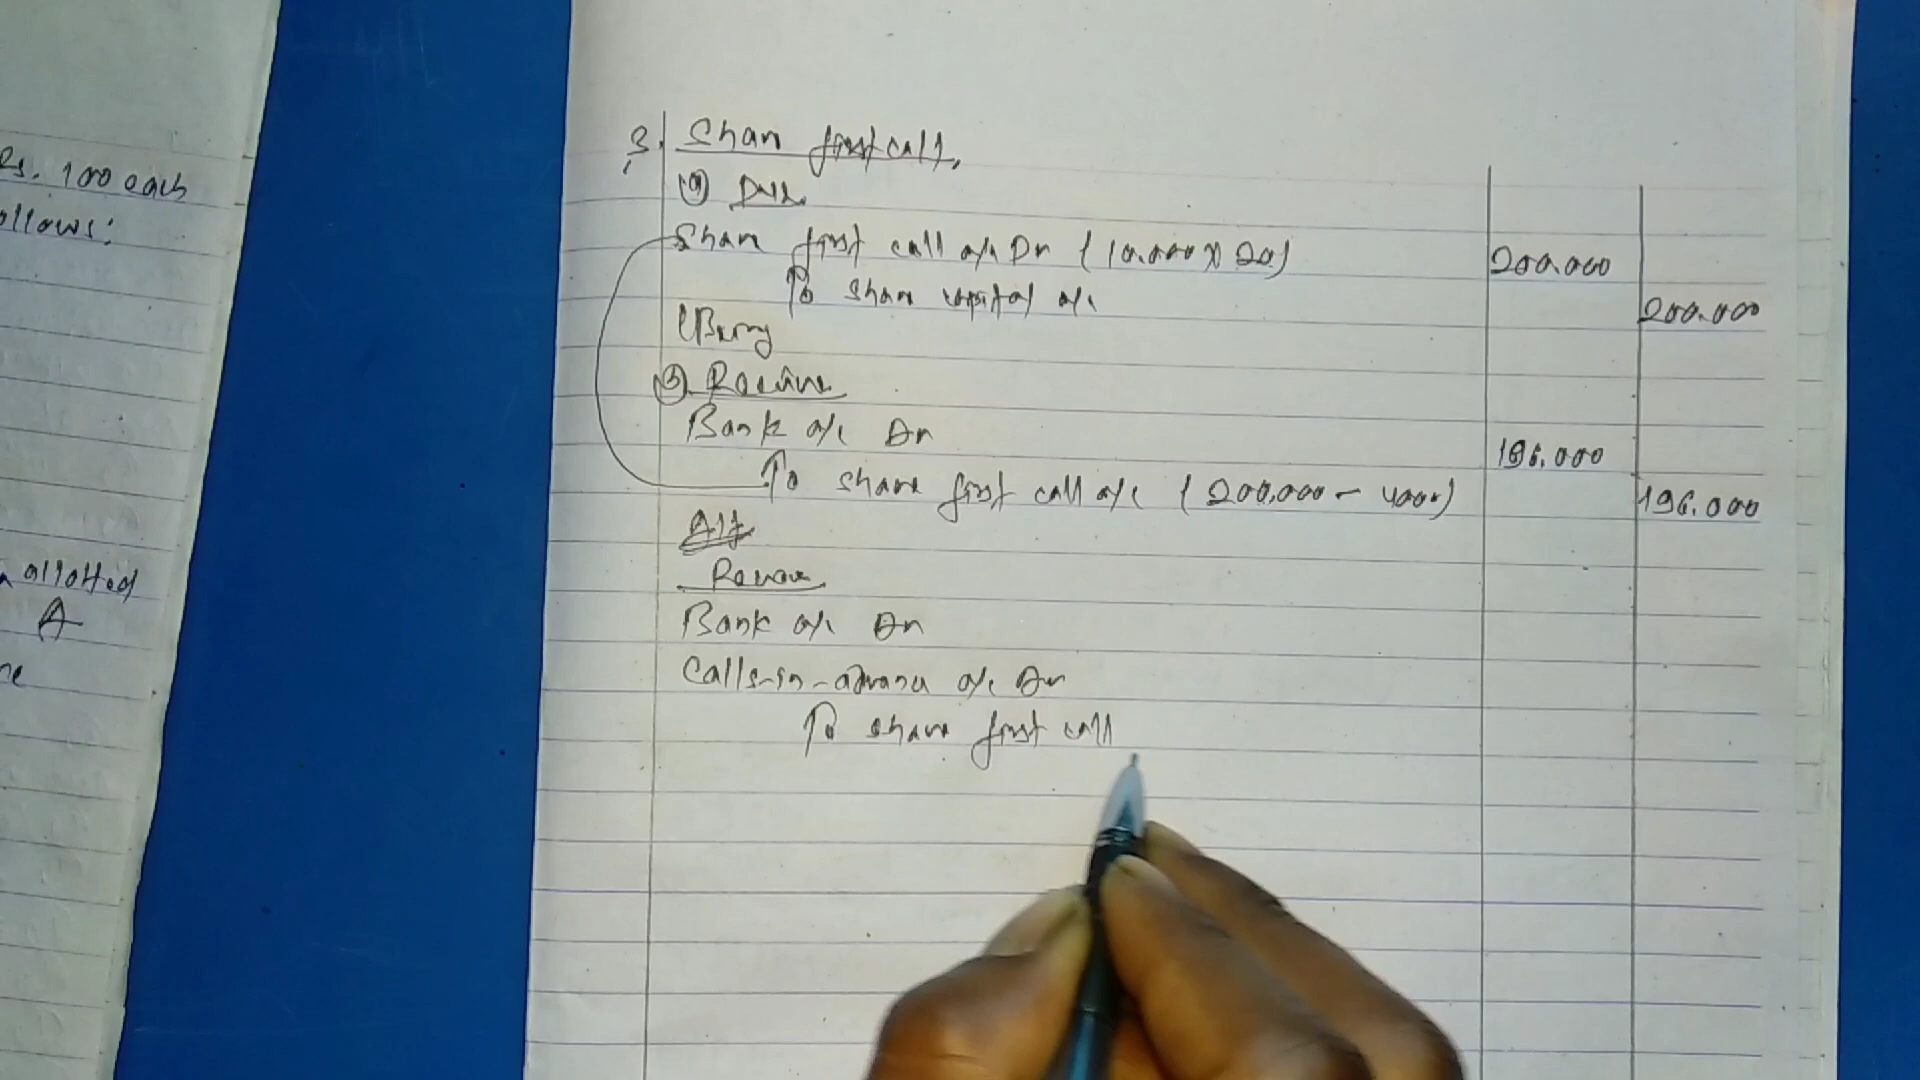 Rs. 100 each
ollows:
allotted
A
ne
3. Share first call,
(a) Due
Share first call a/c Dr (10.000 X 20)
200.000
To share capital a/c
200.000
(Being
(b) Receive
Bank a/c Dr
196.000
To share first call a/c (200,000 - 4000)
196.000
Receive
Bank a/c Dr
Calls-in-advance a/c Dr
To share first call